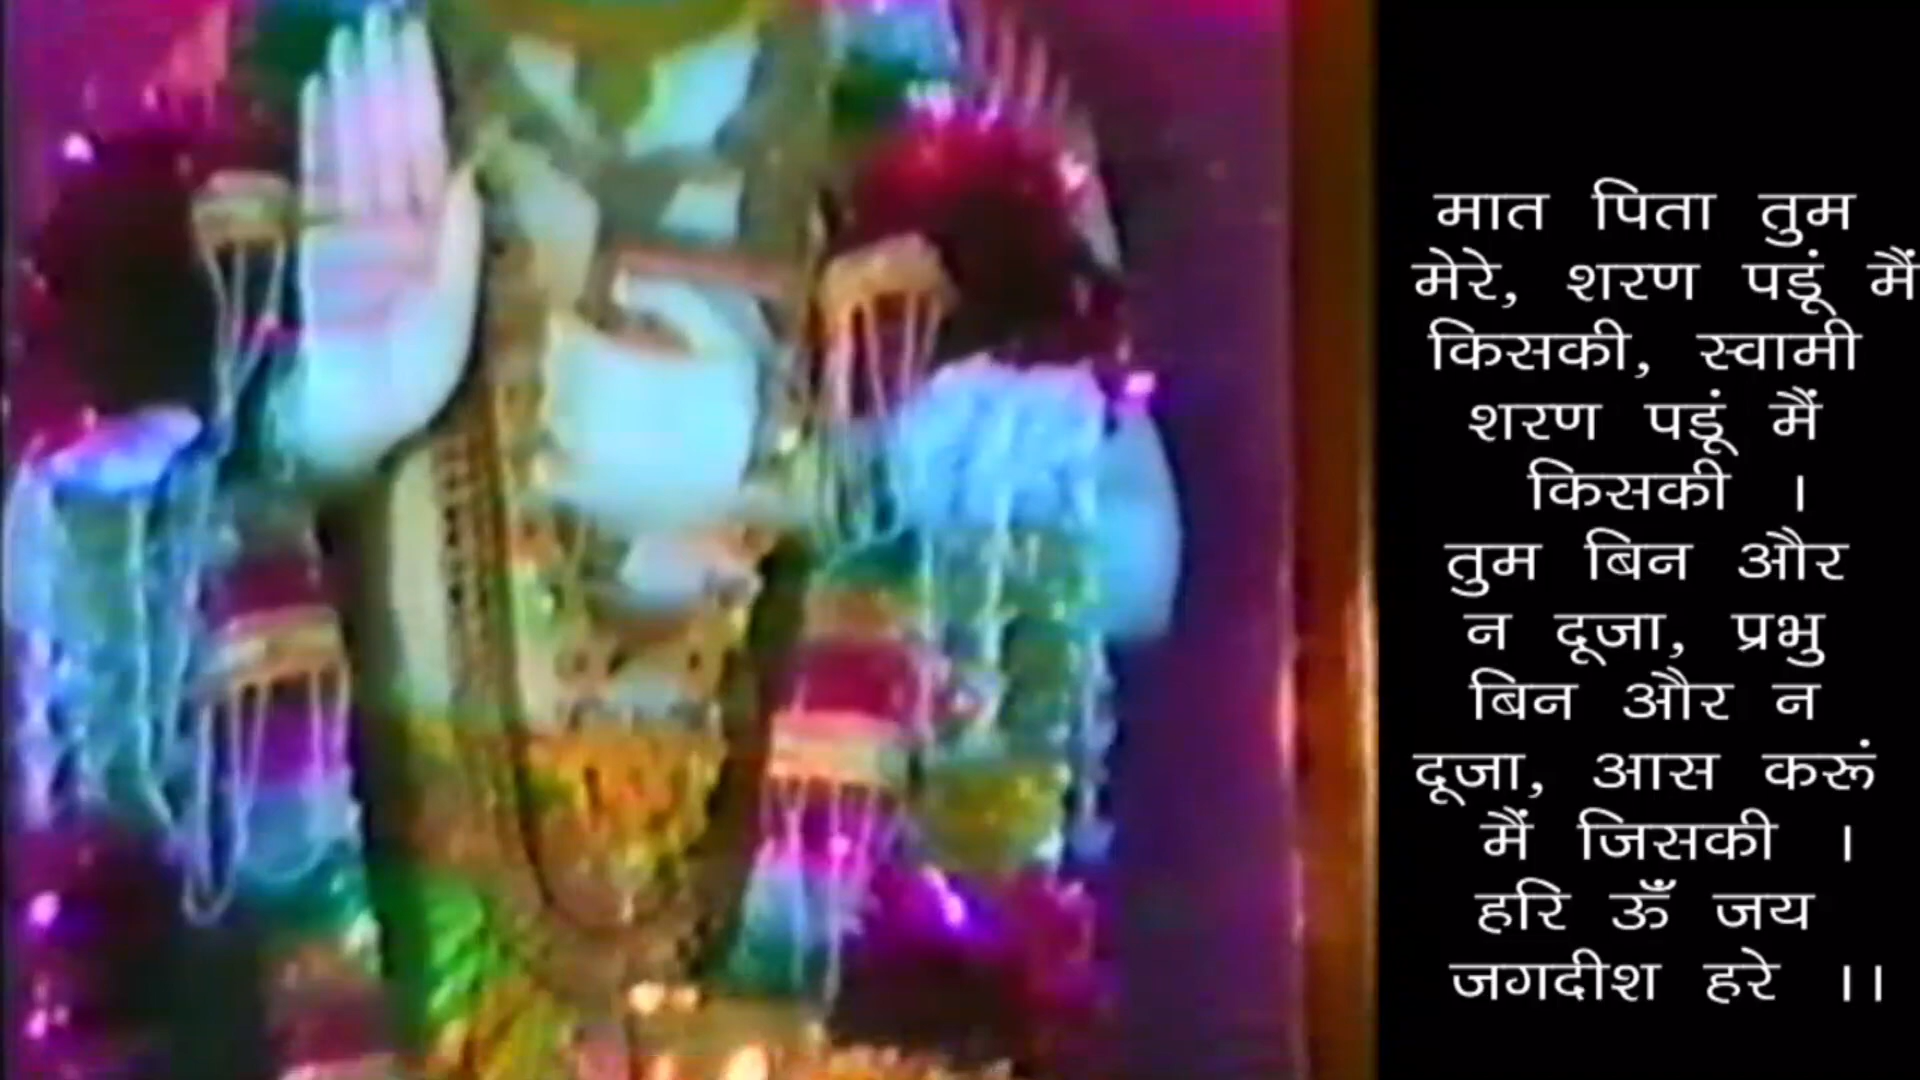 मात पिता तुम
मेरे, शरण पड़ूं मैं
किसकी, स्वामी
शरण पड़ूं मैं
किसकी ।
तुम बिन और
न दूजा, प्रभु
बिन और न
दूजा, आस करूं
मैं जिसकी ।
हरि ऊँ जय
जगदीश हरे ।।